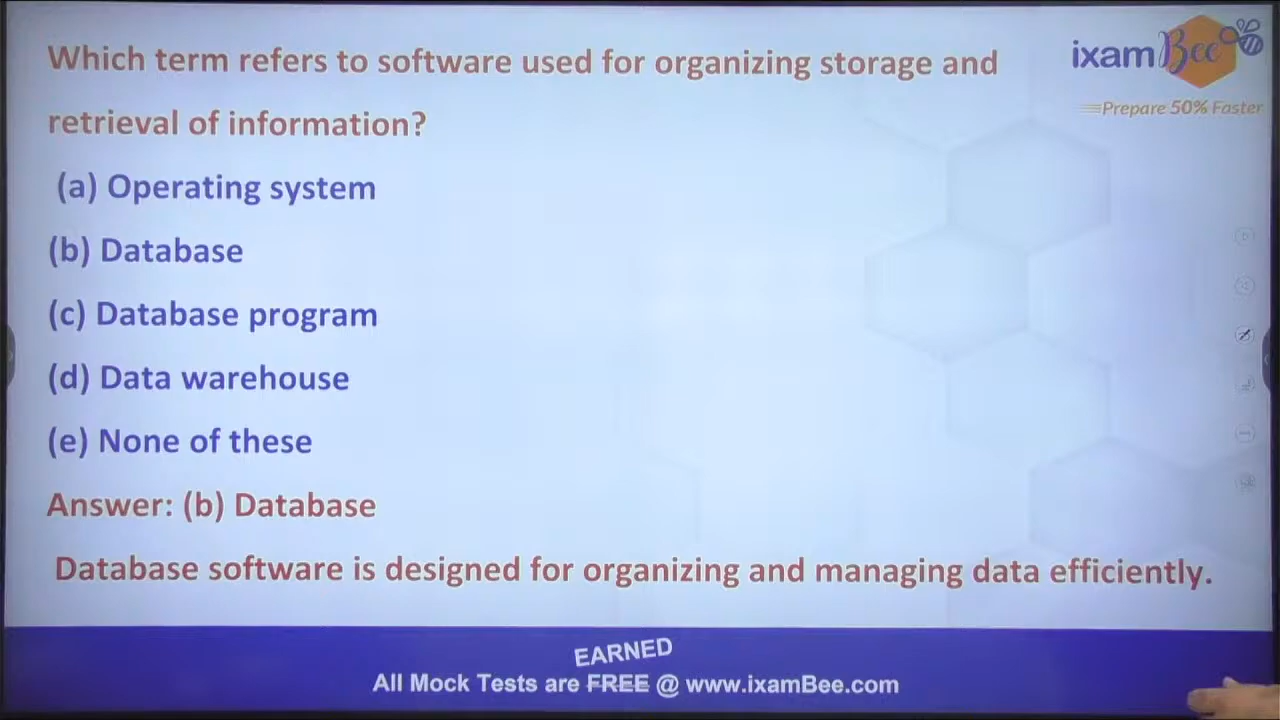 Which term refers to software used for organizing storage and
ixamBee
Prepare 50% Faster
retrieval of information?
(a) Operating system
(b) Database
(c) Database program
(d) Data warehouse
(e) None of these
Answer: (b) Database
Database software is designed for organizing and managing data efficiently.
EARNED
All Mock Tests are FREE @ www.ixamBee.com